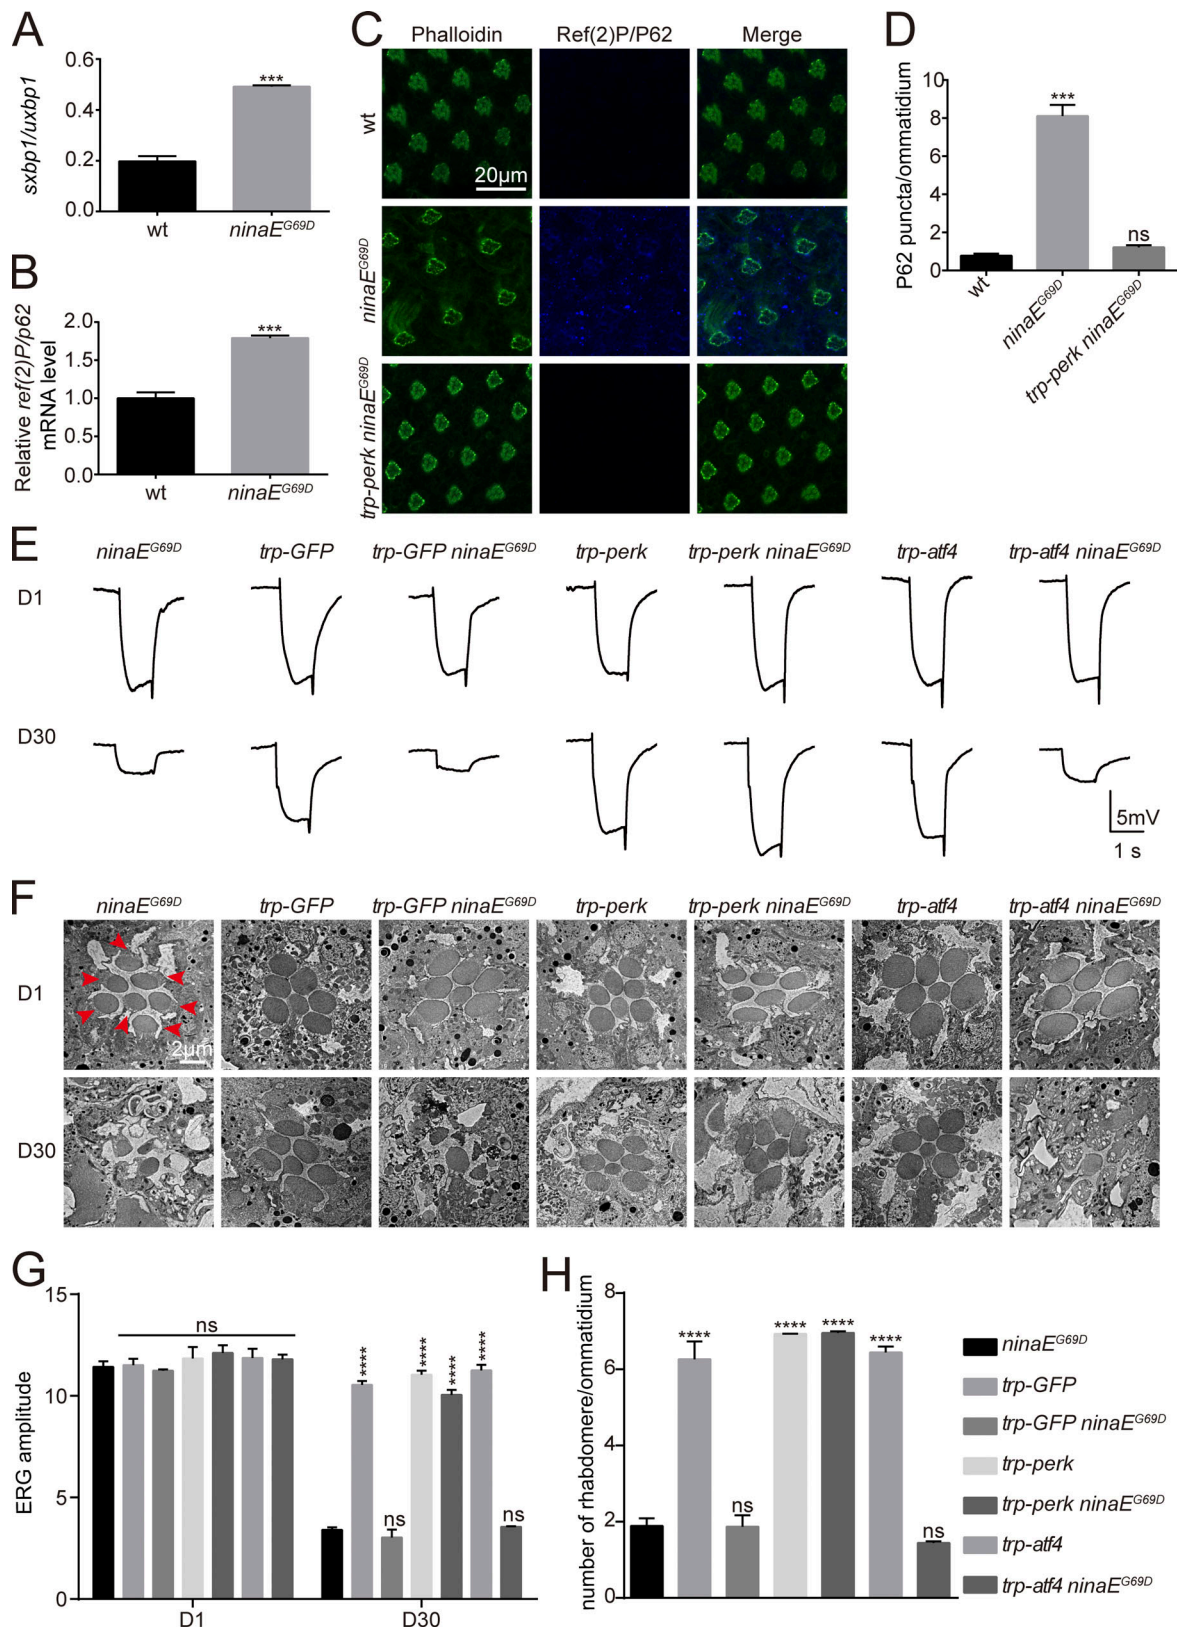 A
sxbp1/uxbp1
0.6
0.4
0.2
0.0
***
wt
ninaE^G69D
B
Relative ref(2)P/p62
mRNA level
2.0
1.5
1.0
0.5
0.0
***
wt
ninaE^G69D
C
Phalloidin Ref(2)P/P62 Merge
wt
20μm
ninaE^G69D
trp-perk ninaE^G69D
D
P62 puncta/ommatidium
10
8
6
4
2
0
***
ns
wt
ninaE^G69D
trp-perk ninaE^G69D
E
ninaE^G69D trp-GFP trp-GFP ninaE^G69D trp-perk trp-perk ninaE^G69D trp-atf4 trp-atf4 ninaE^G69D
D1
D30
5mV
1 s
F
ninaE^G69D trp-GFP trp-GFP ninaE^G69D trp-perk trp-perk ninaE^G69D trp-atf4 trp-atf4 ninaE^G69D
D1
2μm
D30
G
ERG amplitude
15
10
5
0
ns
****
ns
****
****
****
ns
D1 D30
H
number of rhabdomere/ommatidium
8
6
4
2
0
****
ns
****
****
****
ns
ninaE^G69D
trp-GFP
trp-GFP ninaE^G69D
trp-perk
trp-perk ninaE^G69D
trp-atf4
trp-atf4 ninaE^G69D